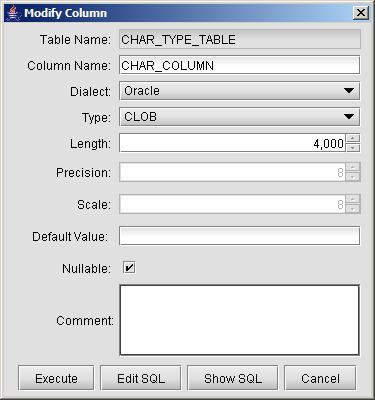 Modify Column
Table Name: CHAR_TYPE_TABLE
Column Name: CHAR_COLUMN
Dialect: Oracle
Type: CLOB
Length: 4,000
Precision: 8
Scale: 8
Default Value:
Nullable:
Comment:
Execute Edit SQL Show SQL Cancel